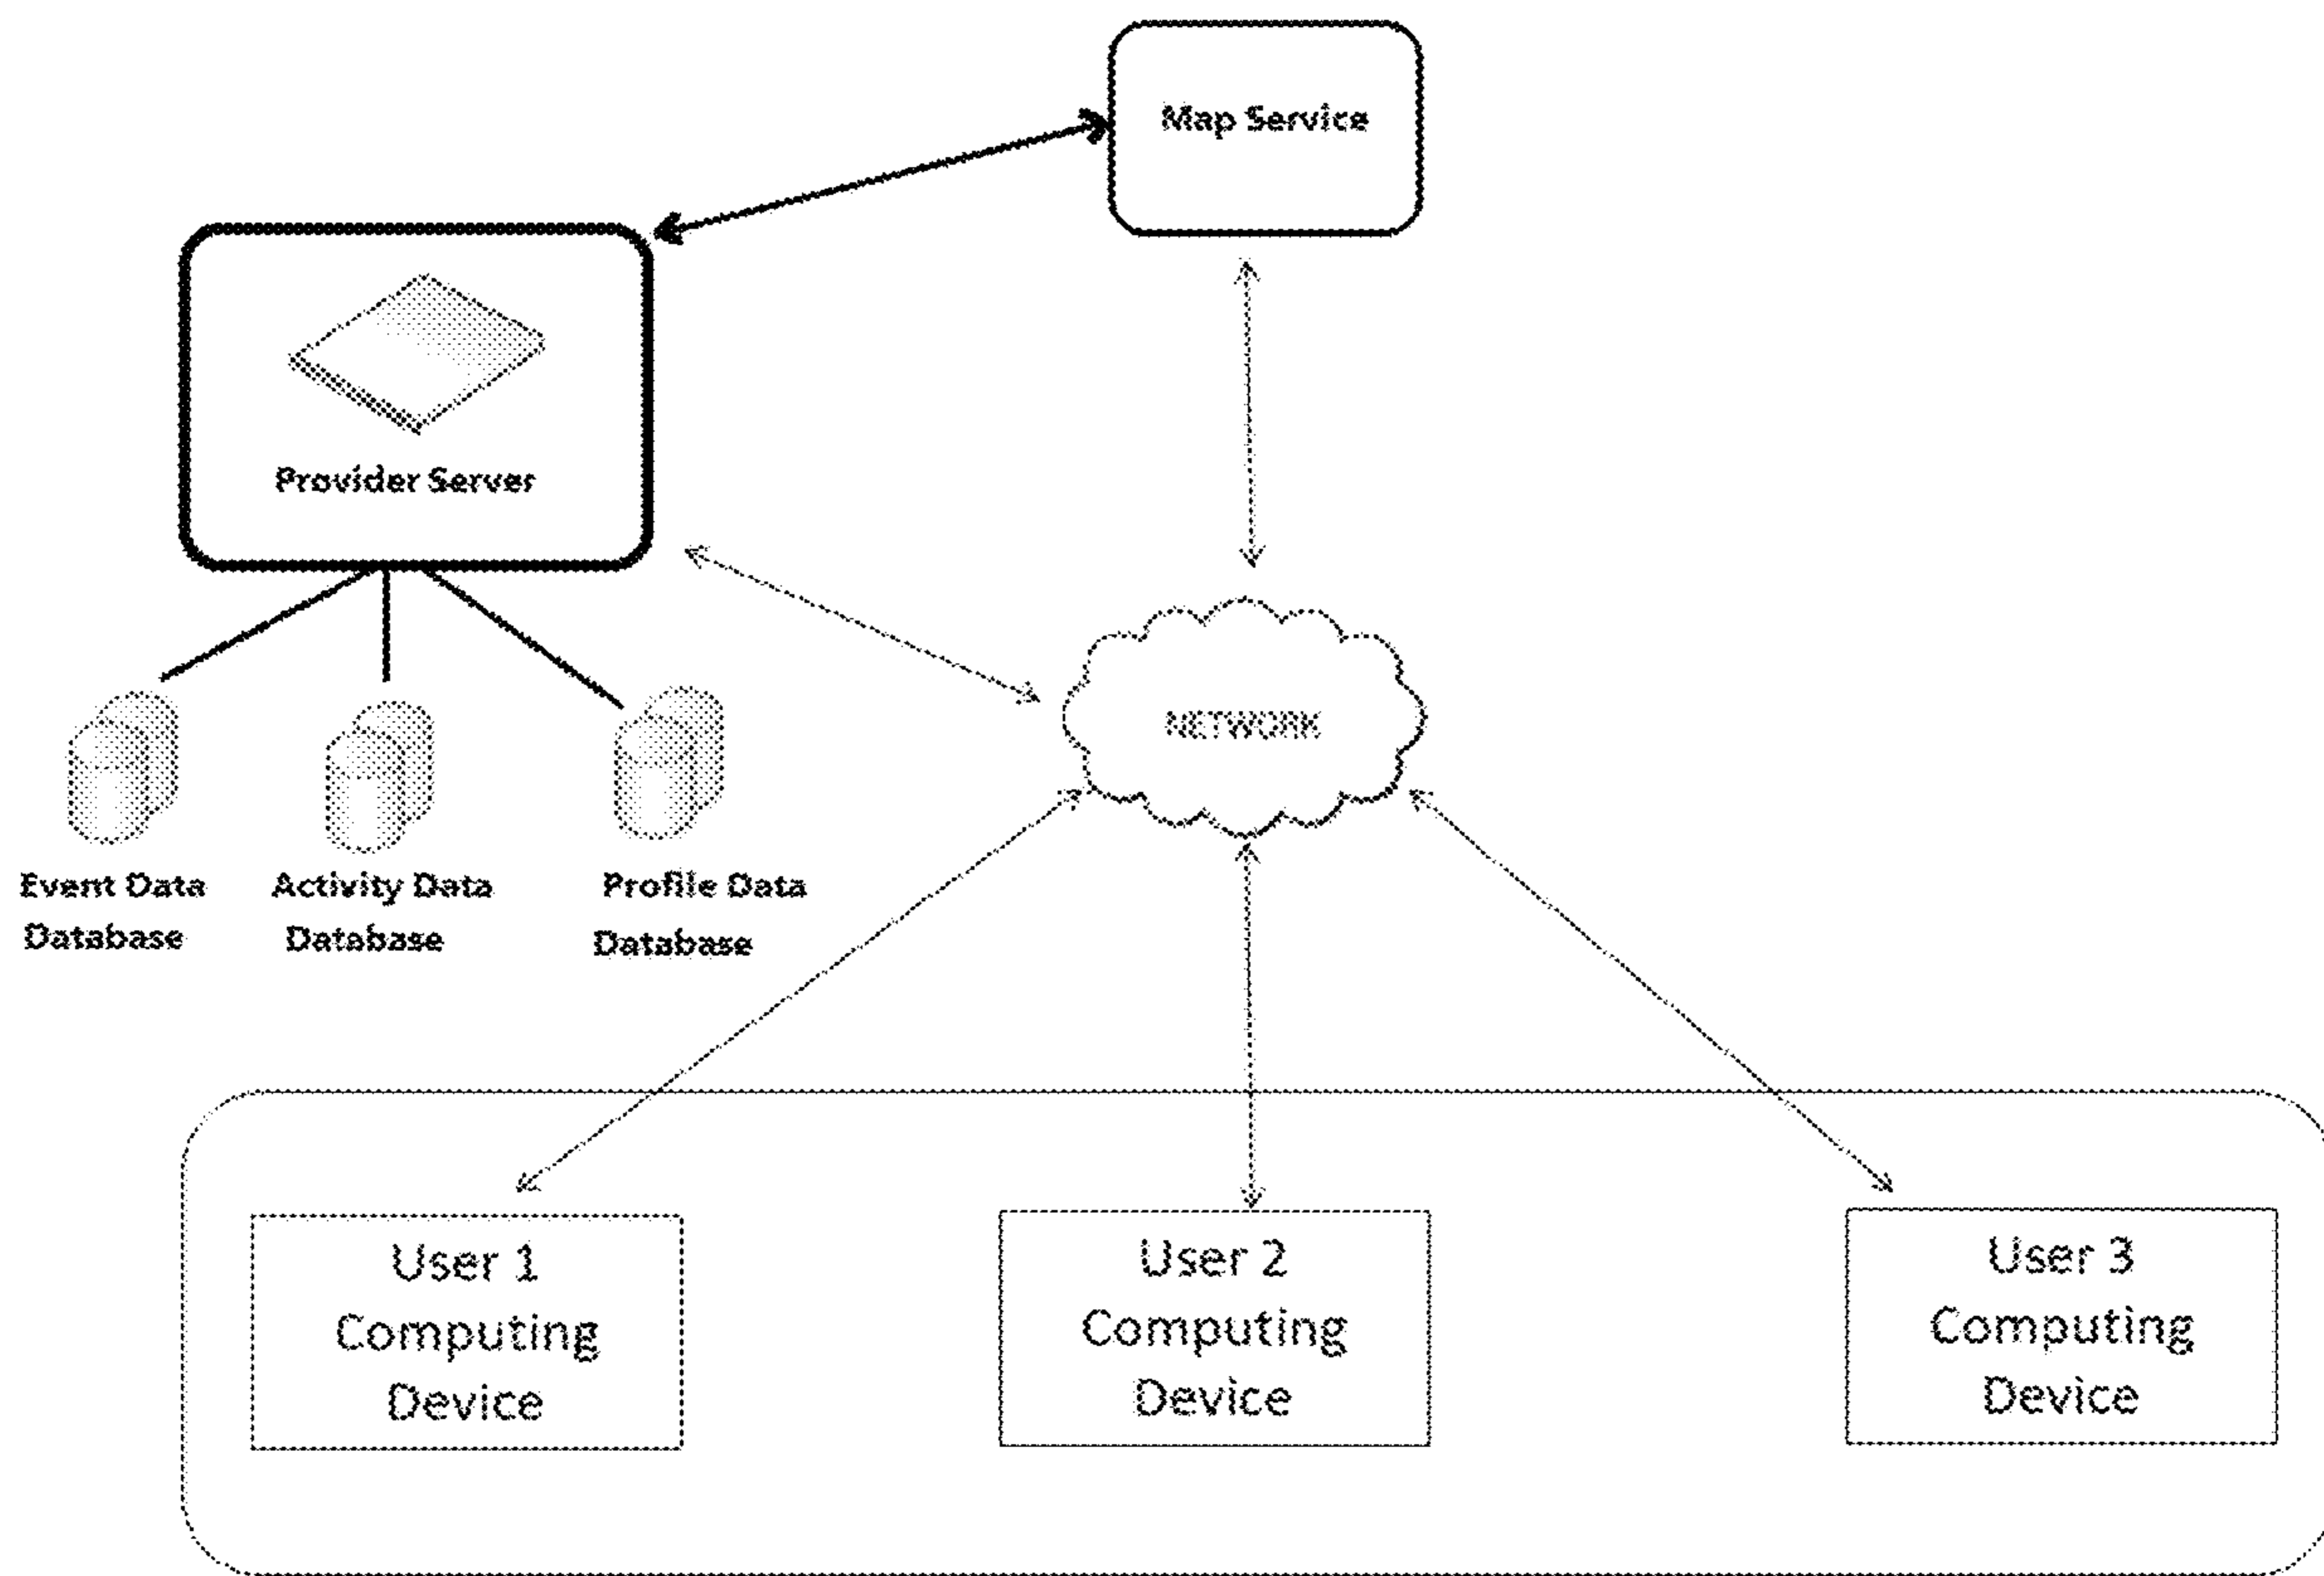 Map Service
Provider Server
NETWORK
Event Data
Database
Activity Data
Database
Profile Data
Database
User 1
Computing
Device
User 2
Computing
Device
User 3
Computing
Device